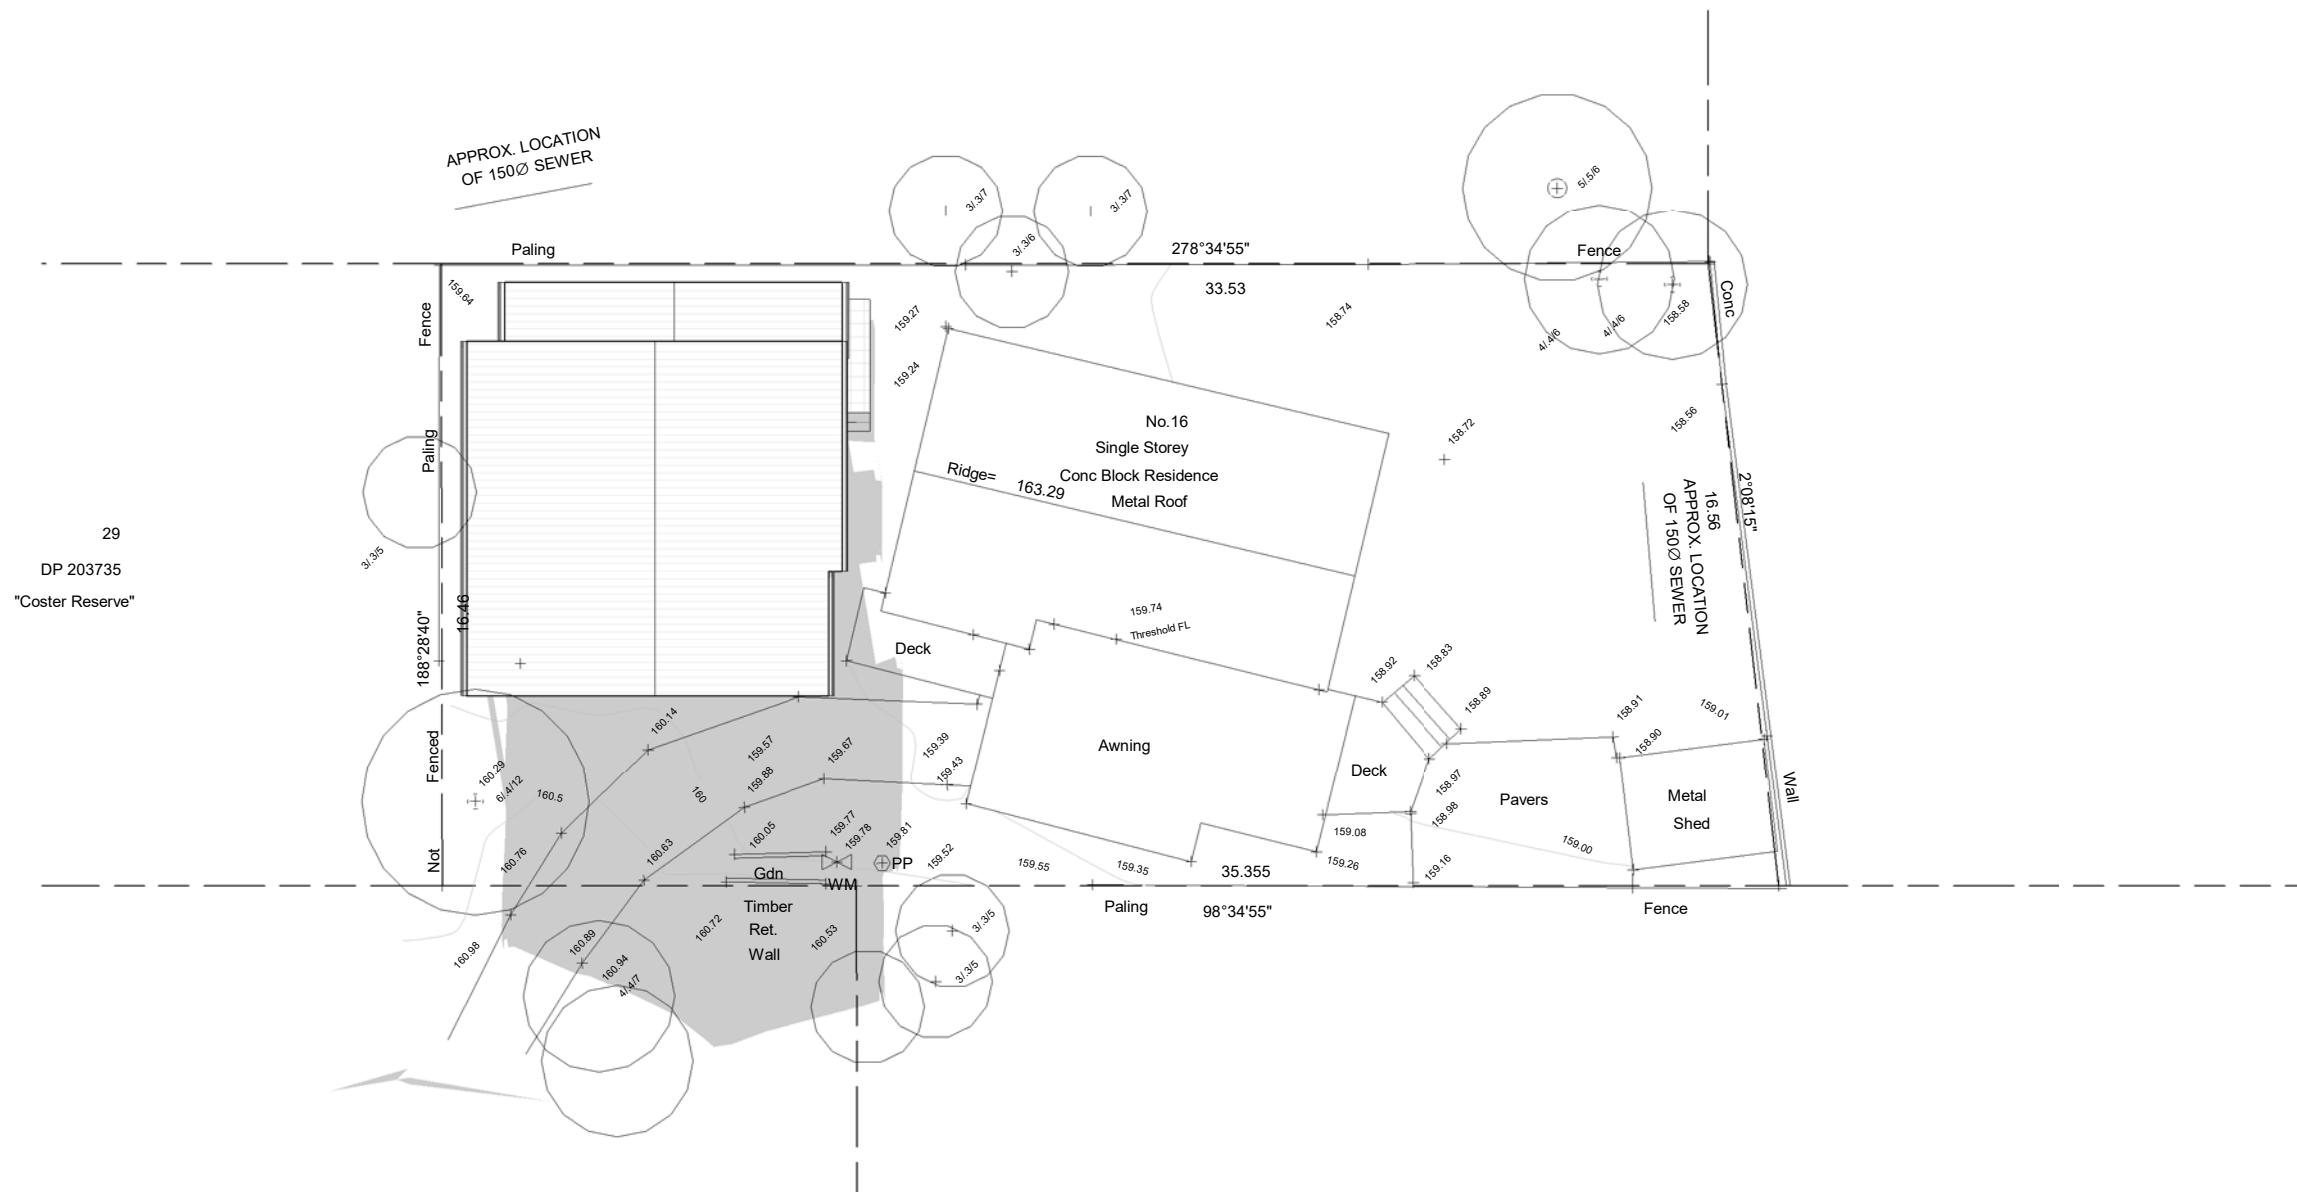 APPROX. LOCATION
OF 150∅ SEWER
Paling
278°34'55"
Fence
33.53
3/.3/7
3/.3/7
3/.3/6
5/.5/6
4/.4/6
4/.4/6
158.58
Conc
159.64
Fence
Paling
159.27
159.24
158.74
158.56
158.72
No.16
Single Storey
Conc Block Residence
Metal Roof
Ridge= 163.29
16.56
APPROX. LOCATION
OF 150∅ SEWER
2°08'15"
29
DP 203735
"Coster Reserve"
3/.3/5
188°28'40"
16.46
159.74
Threshold FL
Deck
158.92
158.83
158.89
158.91
158.90
159.01
160.14
159.57
159.67
159.88
159.39
159.43
Awning
Deck
158.97
158.98
Pavers
Metal
Shed
Wall
Fenced
Not
160.29
6/.4/12
160.5
160
160.76
160.63
160.05
159.77
159.78
159.81
PP
159.52
159.55
159.35
159.08
159.26
159.16
159.00
Gdn
WM
35.355
Timber
Ret.
Wall
Paling
98°34'55"
Fence
160.72
160.53
160.98
160.89
160.94
4/.4/7
3/.3/5
3/.3/5